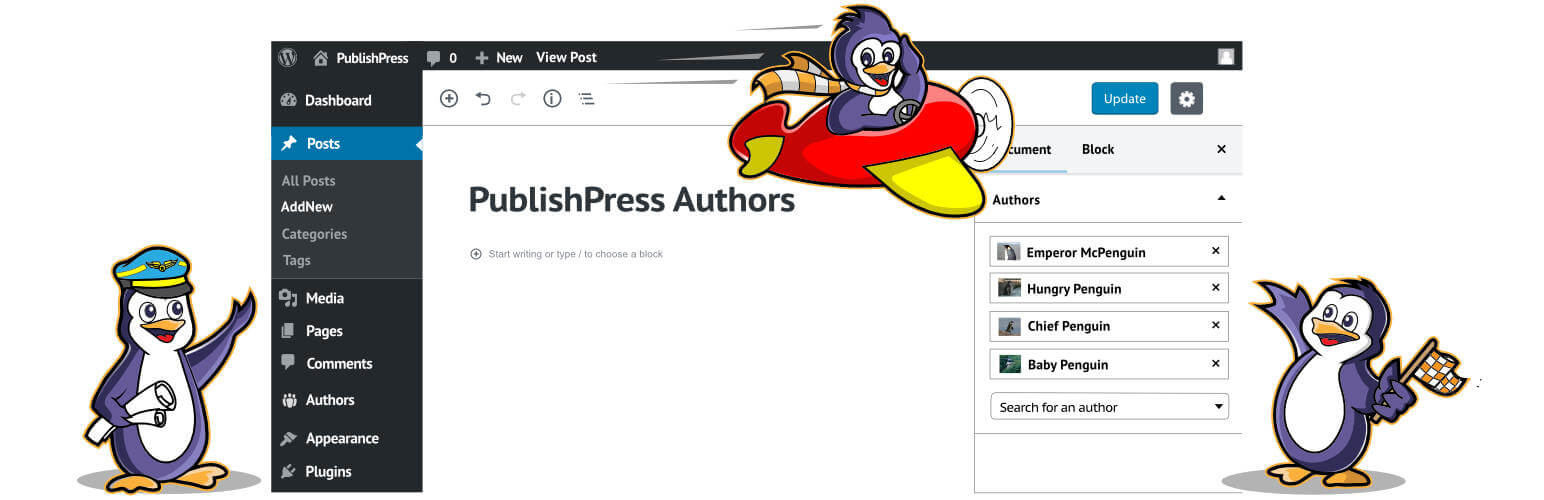 PublishPress 0 New View Post
Dashboard
Posts
All Posts
AddNew
Categories
Tags
Media
Pages
Comments
Authors
Appearance
Plugins
Update
PublishPress Authors
Start writing or type / to choose a block
cument Block
Authors
Emperor McPenguin
Hungry Penguin
Chief Penguin
Baby Penguin
Search for an author